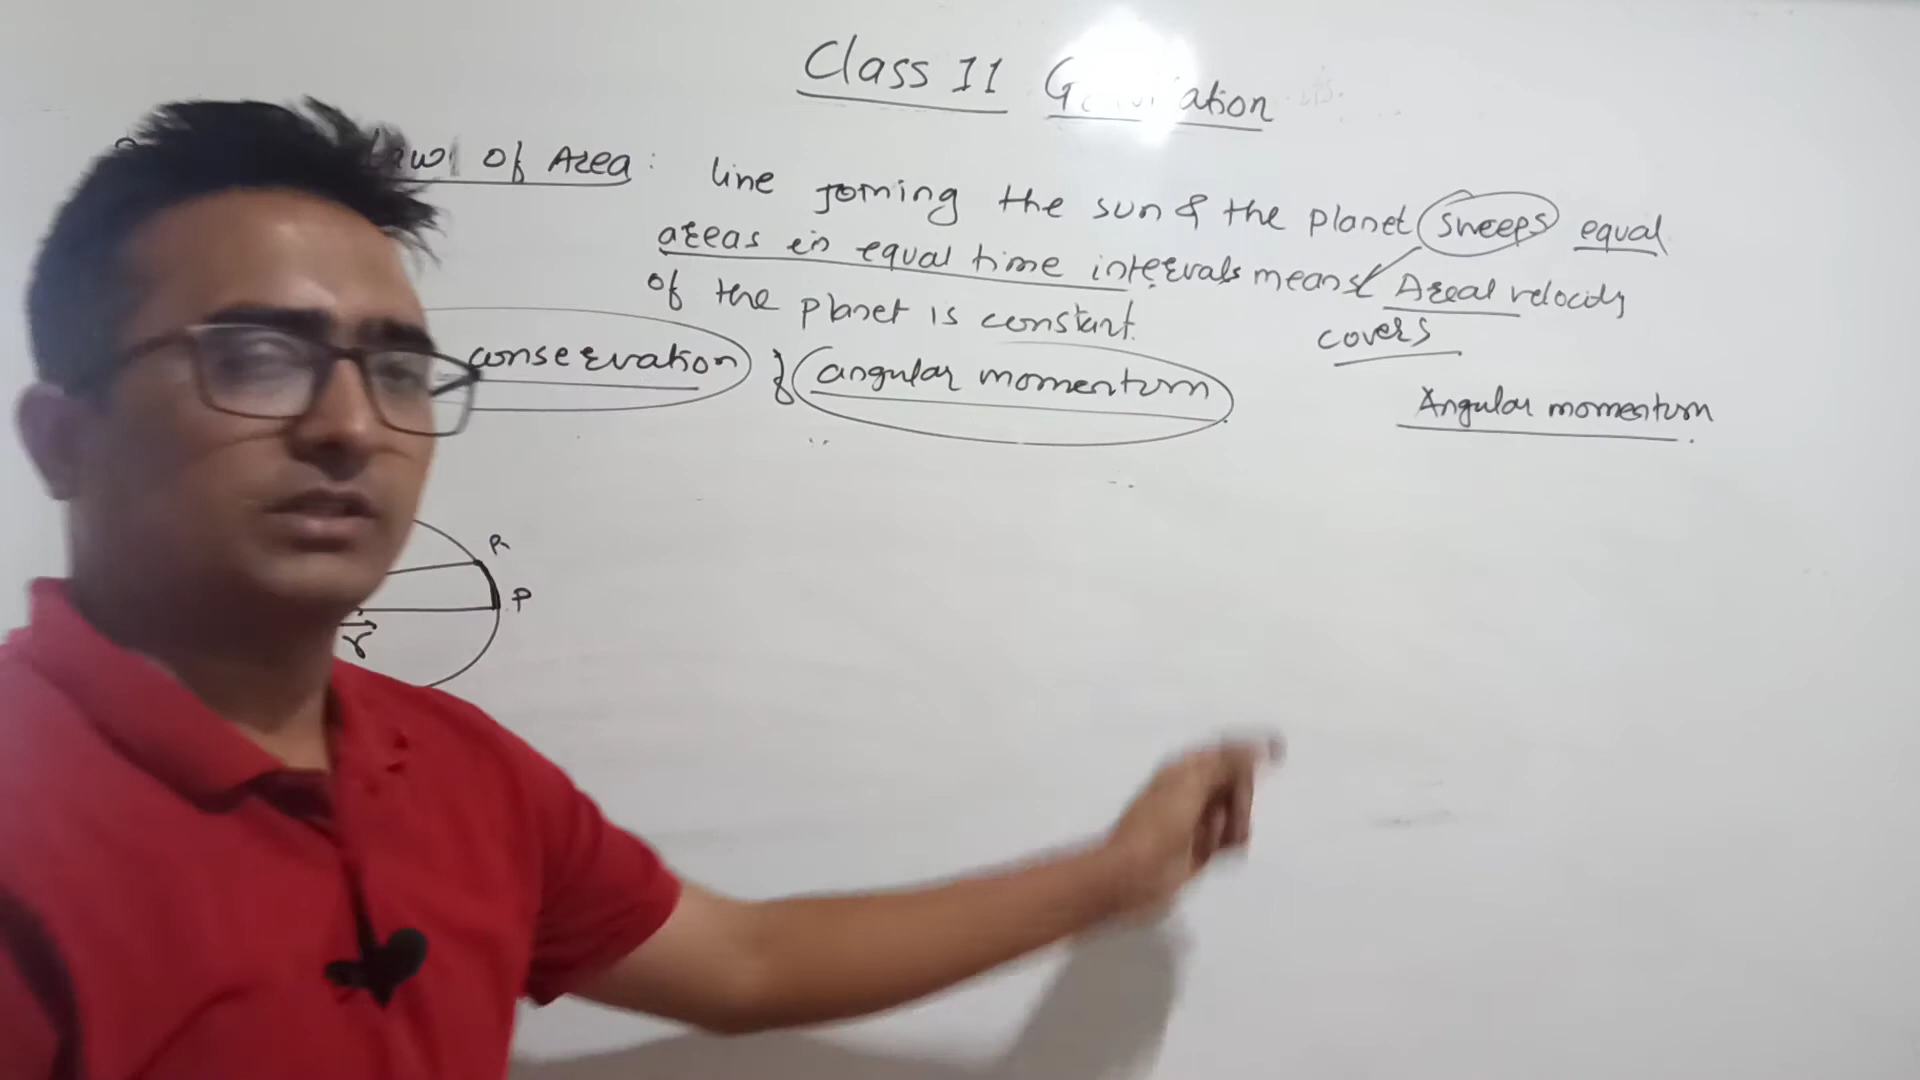 Class 11 Gravitation
Law of Area : line joining the sun & the planet sweeps equal
areas in equal time intervals means Areal velocity
of the planet is constant.
covers
conservation of angular momentum
Angular momentum
P
r